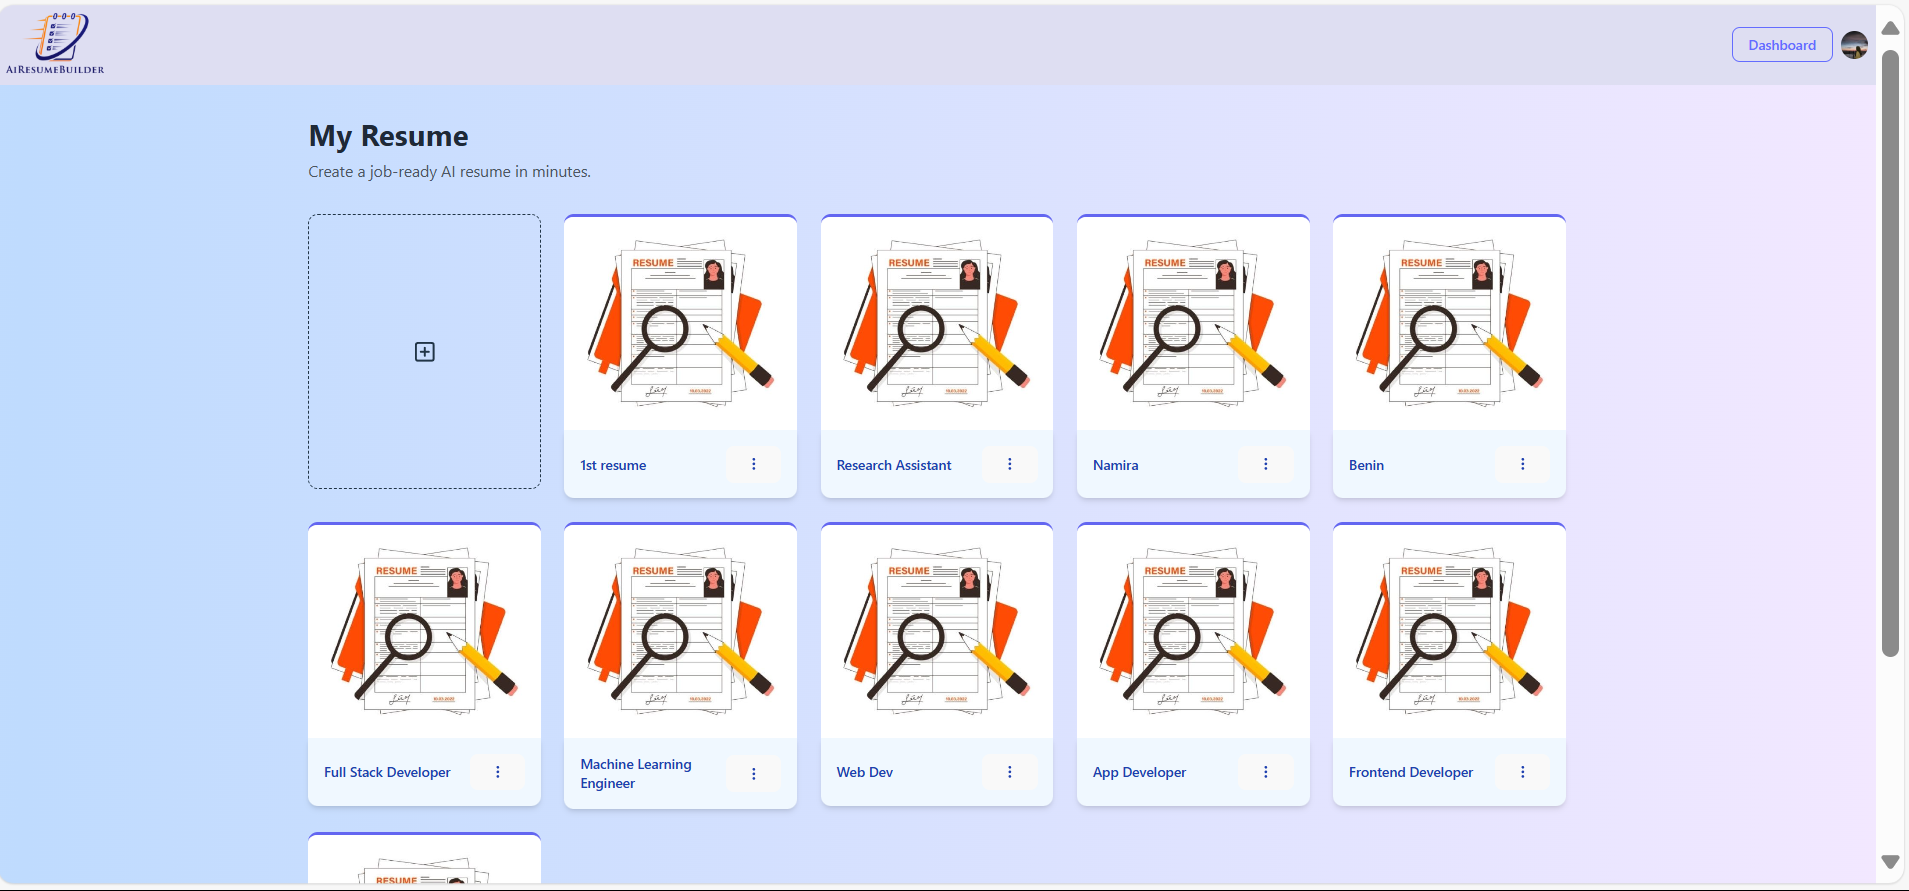 AIRESUMEBUILDER
Dashboard
My Resume
Create a job-ready AI resume in minutes.
RESUME
RESUME
RESUME
RESUME
1st resume
Research Assistant
Namira
Benin
RESUME
RESUME
RESUME
RESUME
RESUME
Full Stack Developer
Machine Learning
Engineer
Web Dev
App Developer
Frontend Developer
RESUME